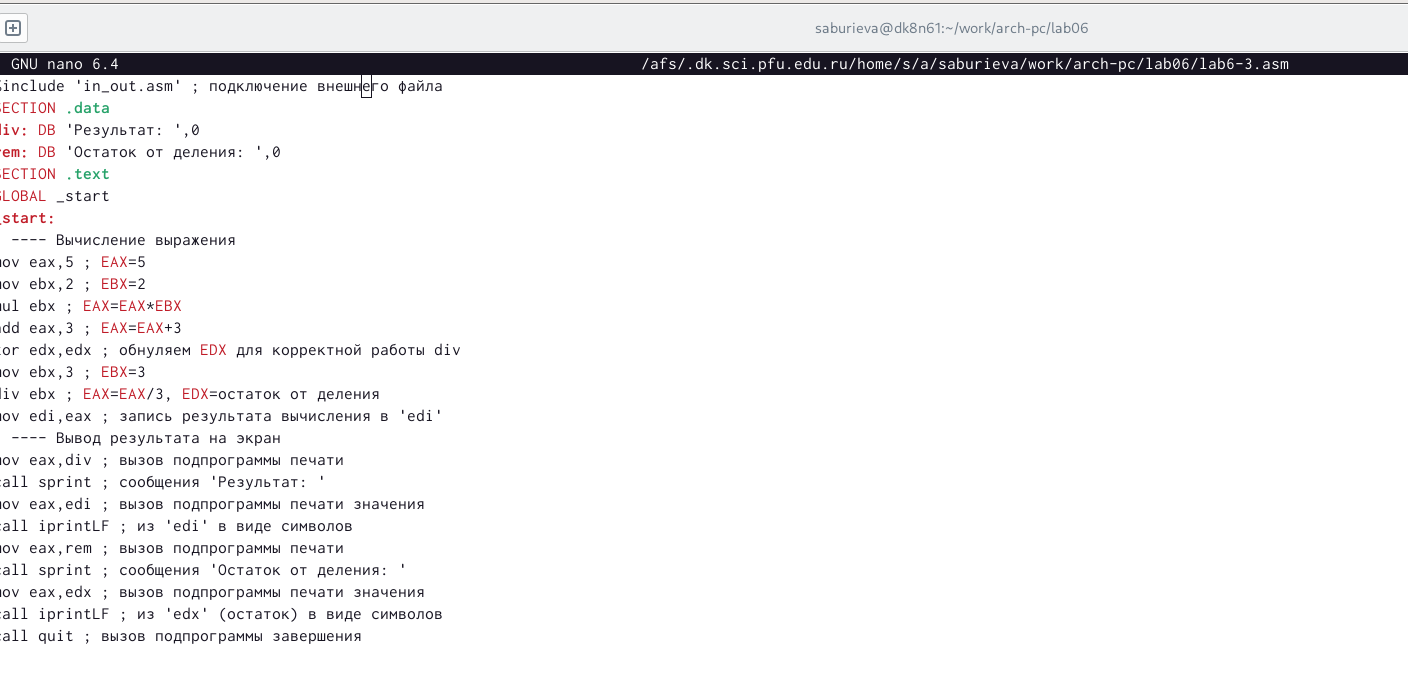 saburieva@dk8n61:~/work/arch-pc/lab06
GNU nano 6.4 /afs/.dk.sci.pfu.edu.ru/home/s/a/saburieva/work/arch-pc/lab06/lab6-3.asm
%include 'in_out.asm' ; подключение внешнего файла
SECTION .data
div: DB 'Результат: ',0
rem: DB 'Остаток от деления: ',0
SECTION .text
GLOBAL _start
_start:
---- Вычисление выражения
mov eax,5 ; EAX=5
mov ebx,2 ; EBX=2
mul ebx ; EAX=EAX*EBX
add eax,3 ; EAX=EAX+3
xor edx,edx ; обнуляем EDX для корректной работы div
mov ebx,3 ; EBX=3
div ebx ; EAX=EAX/3, EDX=остаток от деления
mov edi,eax ; запись результата вычисления в 'edi'
---- Вывод результата на экран
mov eax,div ; вызов подпрограммы печати
call sprint ; сообщения 'Результат: '
mov eax,edi ; вызов подпрограммы печати значения
call iprintLF ; из 'edi' в виде символов
mov eax,rem ; вызов подпрограммы печати
call sprint ; сообщения 'Остаток от деления: '
mov eax,edx ; вызов подпрограммы печати значения
call iprintLF ; из 'edx' (остаток) в виде символов
call quit ; вызов подпрограммы завершения